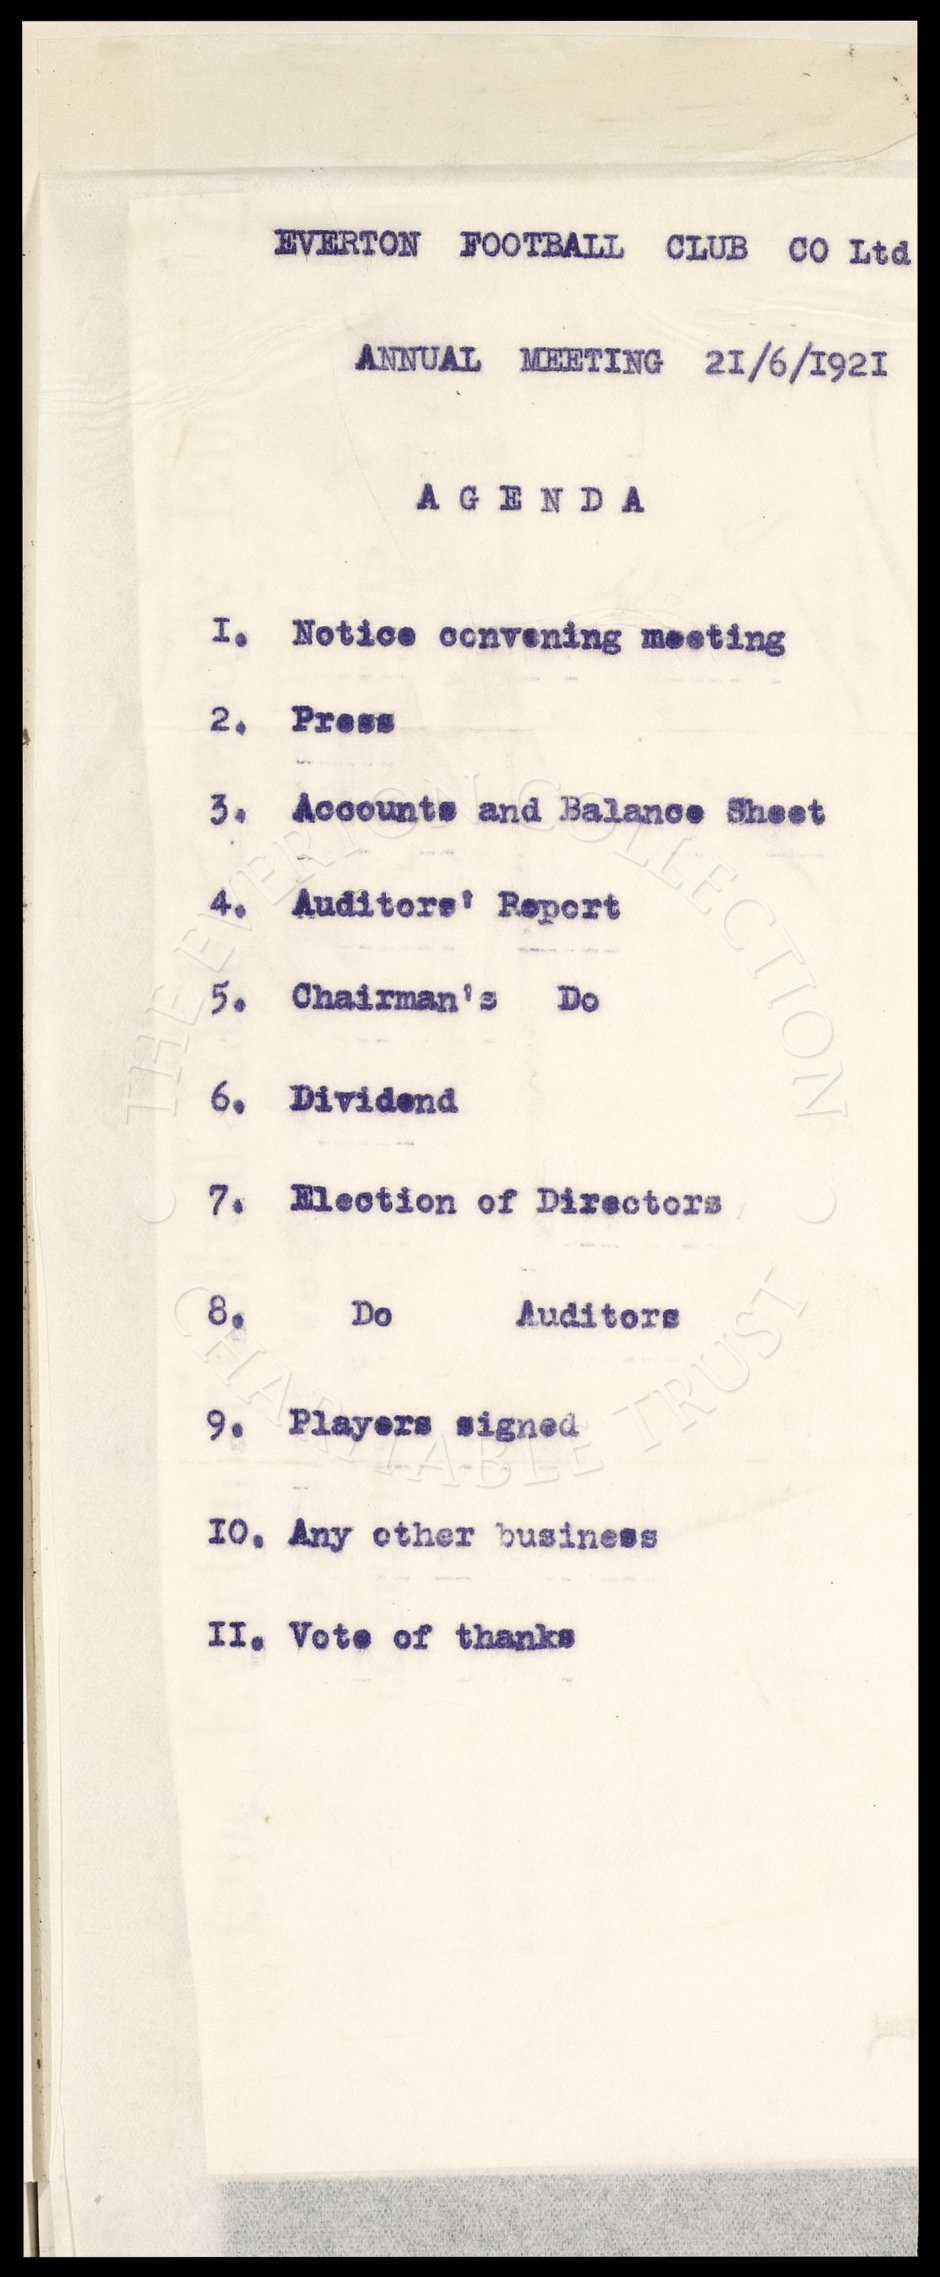 EVERTON FOOTBALL CLUB CO Ltd
ANNUAL MEETING 21/6/1921
A G E N D A
1. Notice convening meeting
2. Press
3. Accounts and Balance Sheet
4. Auditors' Report
5. Chairman's Do
6. Dividend
7. Election of Directors
8. Do Auditors
9. Players signed
10. Any other business
11. Vote of thanks
THE EVERTON COLLECTION
CHARITABLE TRUST